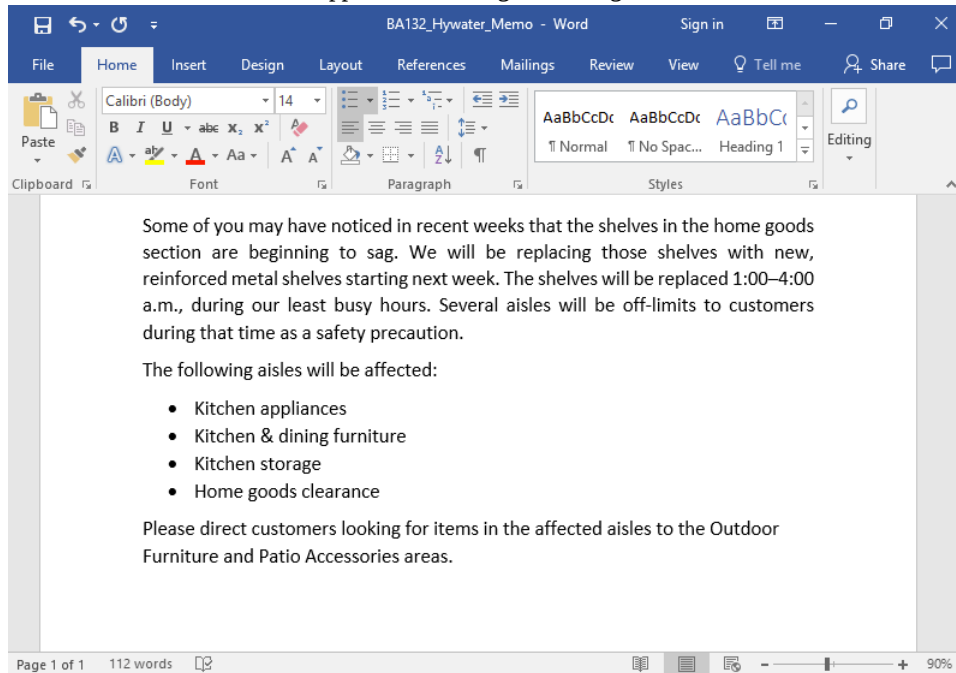 BA132_Hywater_Memo - Word Sign in
File Home Insert Design Layout References Mailings Review View Tell me Share
Calibri (Body) 14
AaBbCcDc AaBbCcDc AaBbCc
B I U abc X₂ X² ¶ Normal ¶ No Spac... Heading 1 Editing
Paste
A aby A Aa A A A Z ¶
Clipboard Font Paragraph Styles
Some of you may have noticed in recent weeks that the shelves in the home goods
section are beginning to sag. We will be replacing those shelves with new,
reinforced metal shelves starting next week. The shelves will be replaced 1:00–4:00
a.m., during our least busy hours. Several aisles will be off-limits to customers
during that time as a safety precaution.
The following aisles will be affected:
• Kitchen appliances
• Kitchen & dining furniture
• Kitchen storage
• Home goods clearance
Please direct customers looking for items in the affected aisles to the Outdoor
Furniture and Patio Accessories areas.
Page 1 of 1 112 words 90%